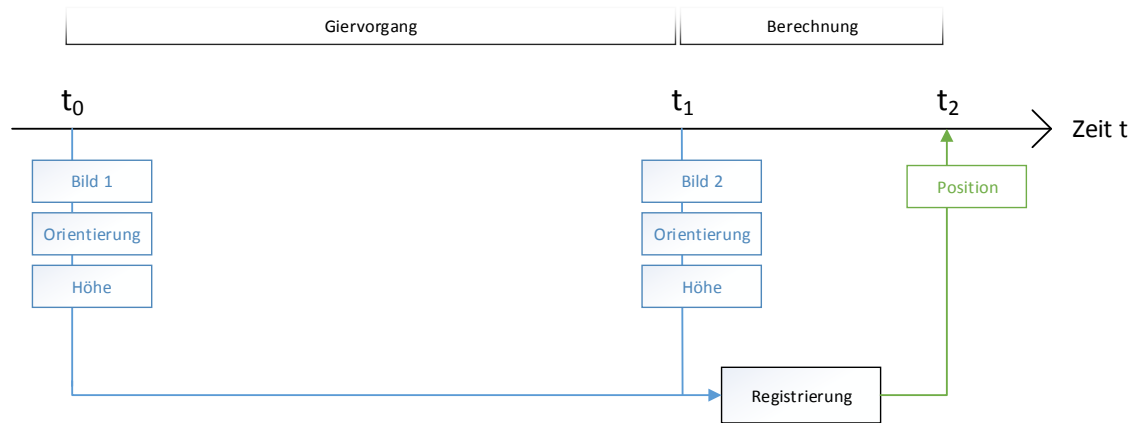 Giervorgang
Berechnung
t0
t1
t2
Zeit t
Bild 1
Bild 2
Position
Orientierung
Orientierung
Höhe
Höhe
Registrierung